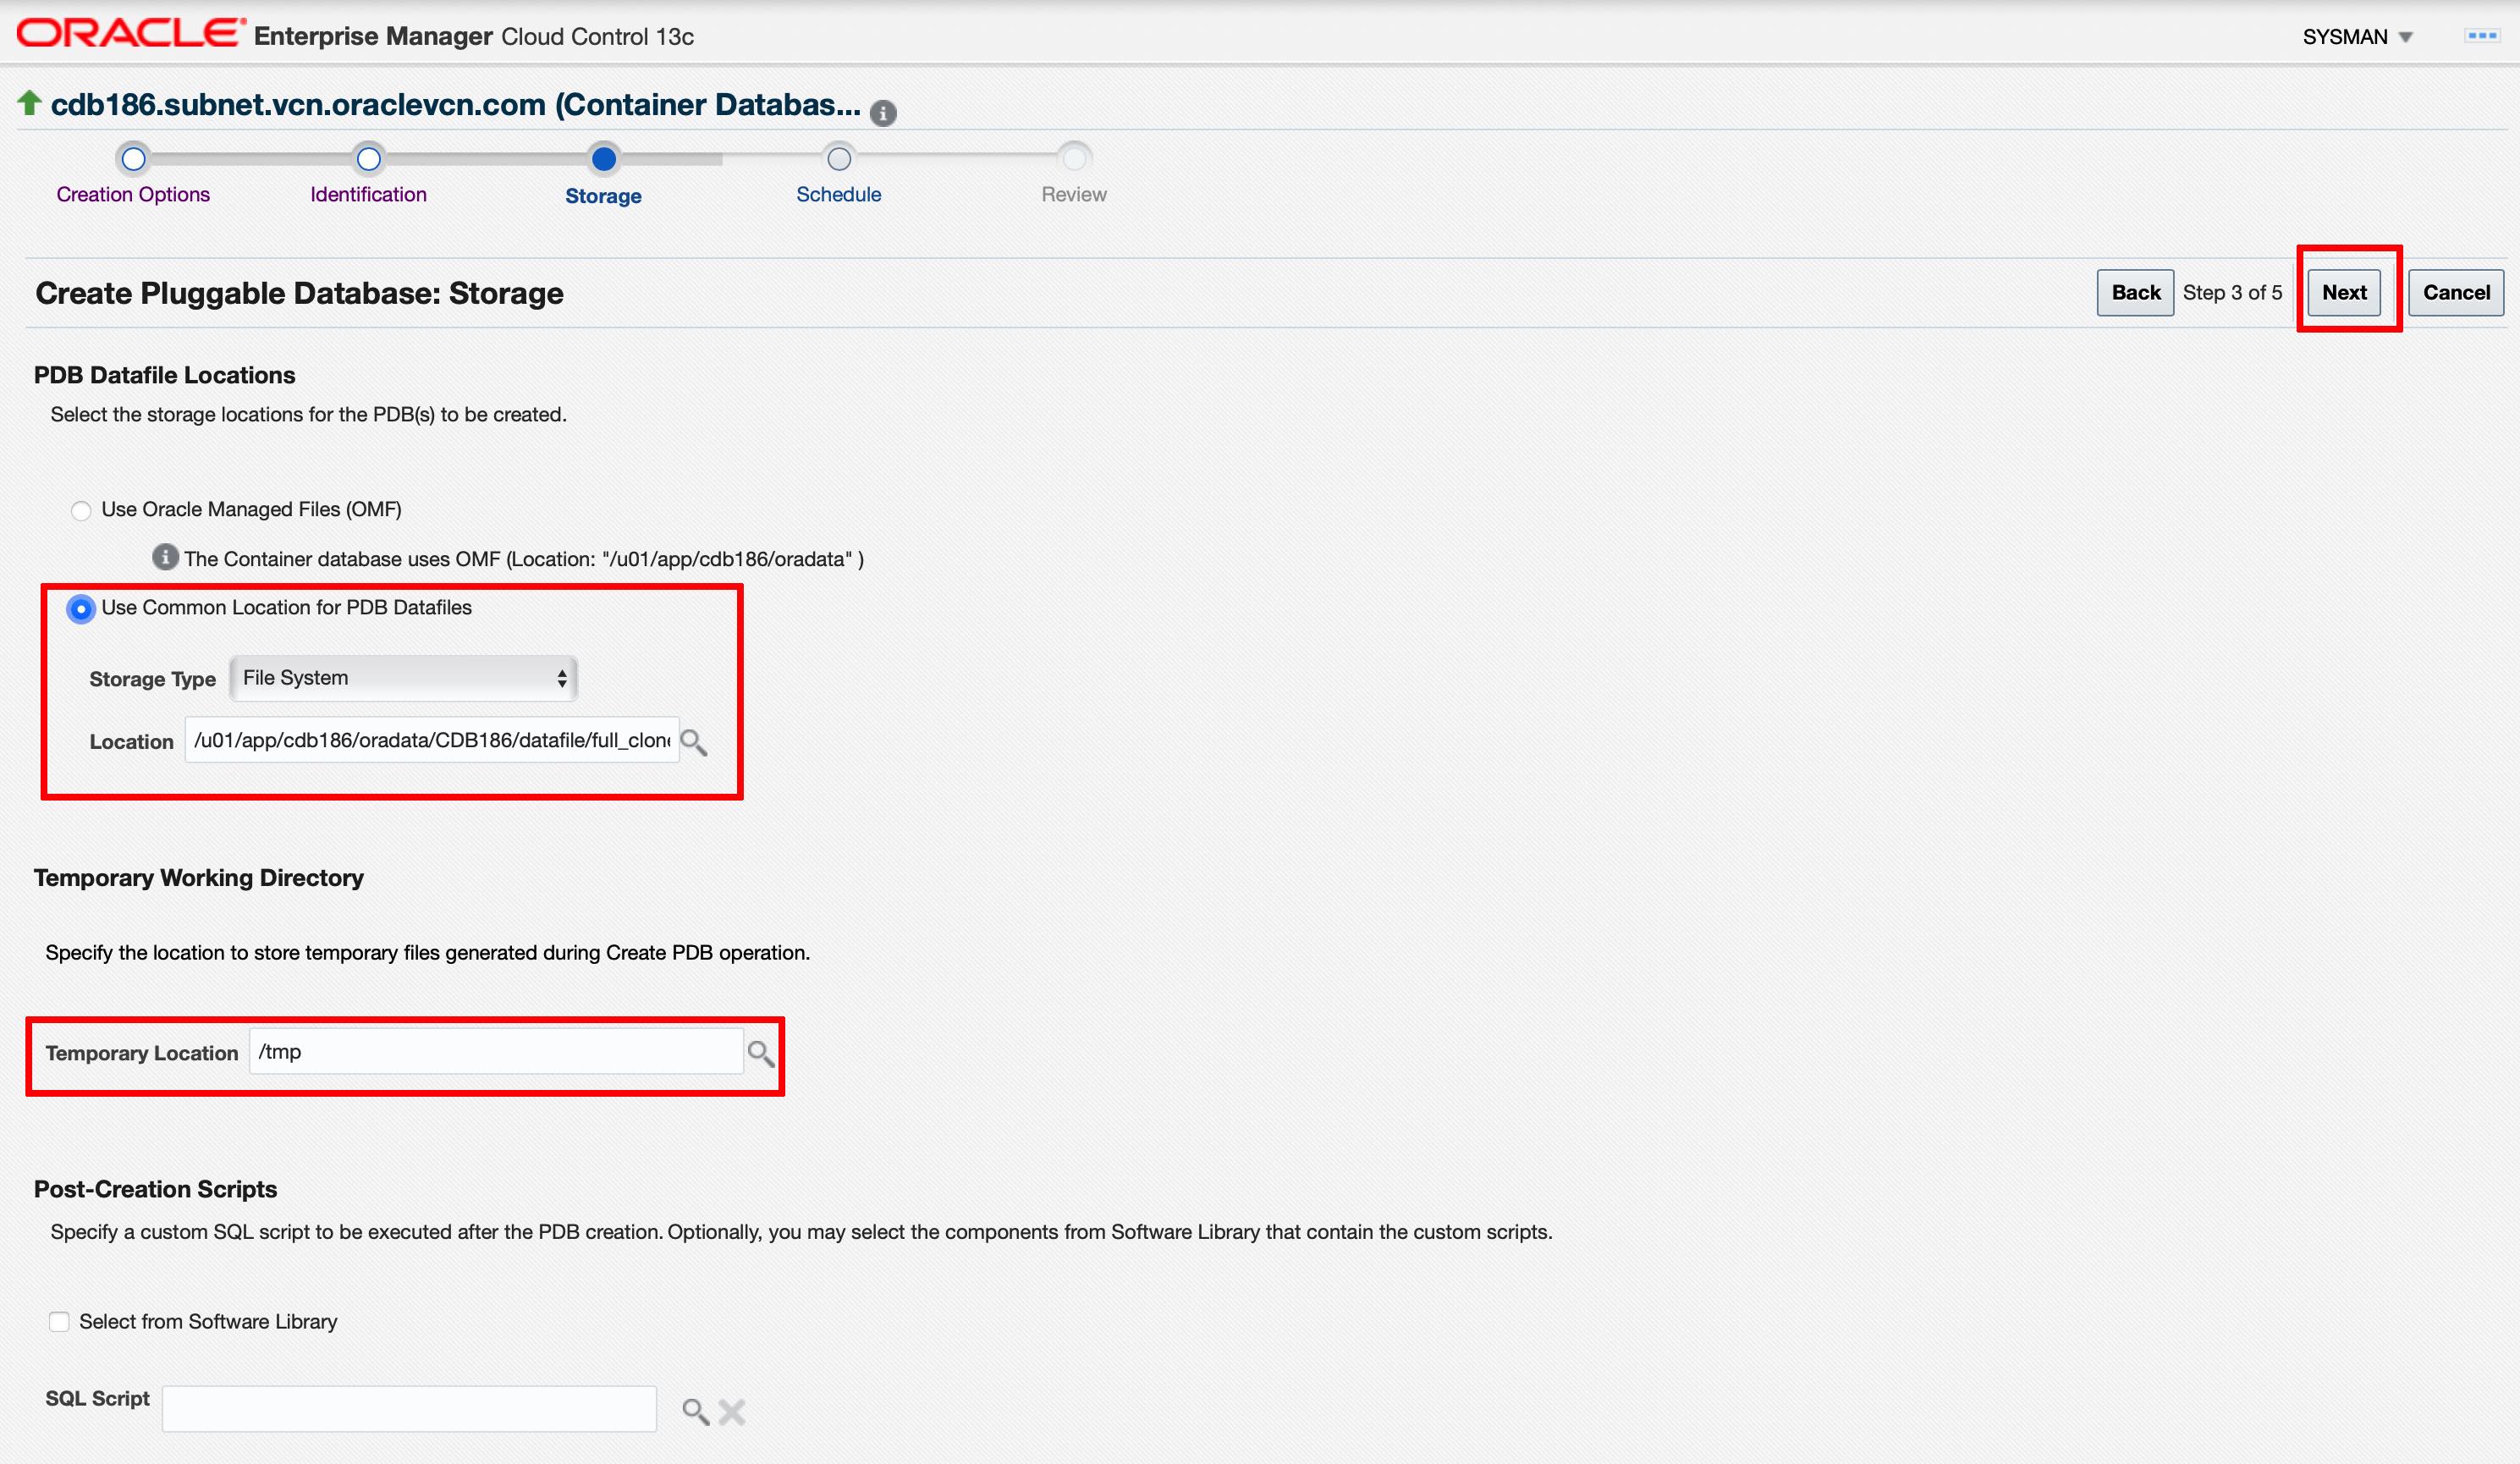 ORACLE Enterprise Manager Cloud Control 13c
SYSMAN
cdb186.subnet.vcn.oraclevcn.com (Container Databas...
Creation Options
Identification
Storage
Schedule
Review
Create Pluggable Database: Storage
Back
Step 3 of 5
Next
Cancel
PDB Datafile Locations
Select the storage locations for the PDB(s) to be created.
Use Oracle Managed Files (OMF)
The Container database uses OMF (Location: "/u01/app/cdb186/oradata" )
Use Common Location for PDB Datafiles
Storage Type File System
Location /u01/app/cdb186/oradata/CDB186/datafile/full_clon
Temporary Working Directory
Specify the location to store temporary files generated during Create PDB operation.
Temporary Location /tmp
Post-Creation Scripts
Specify a custom SQL script to be executed after the PDB creation. Optionally, you may select the components from Software Library that contain the custom scripts.
Select from Software Library
SQL Script